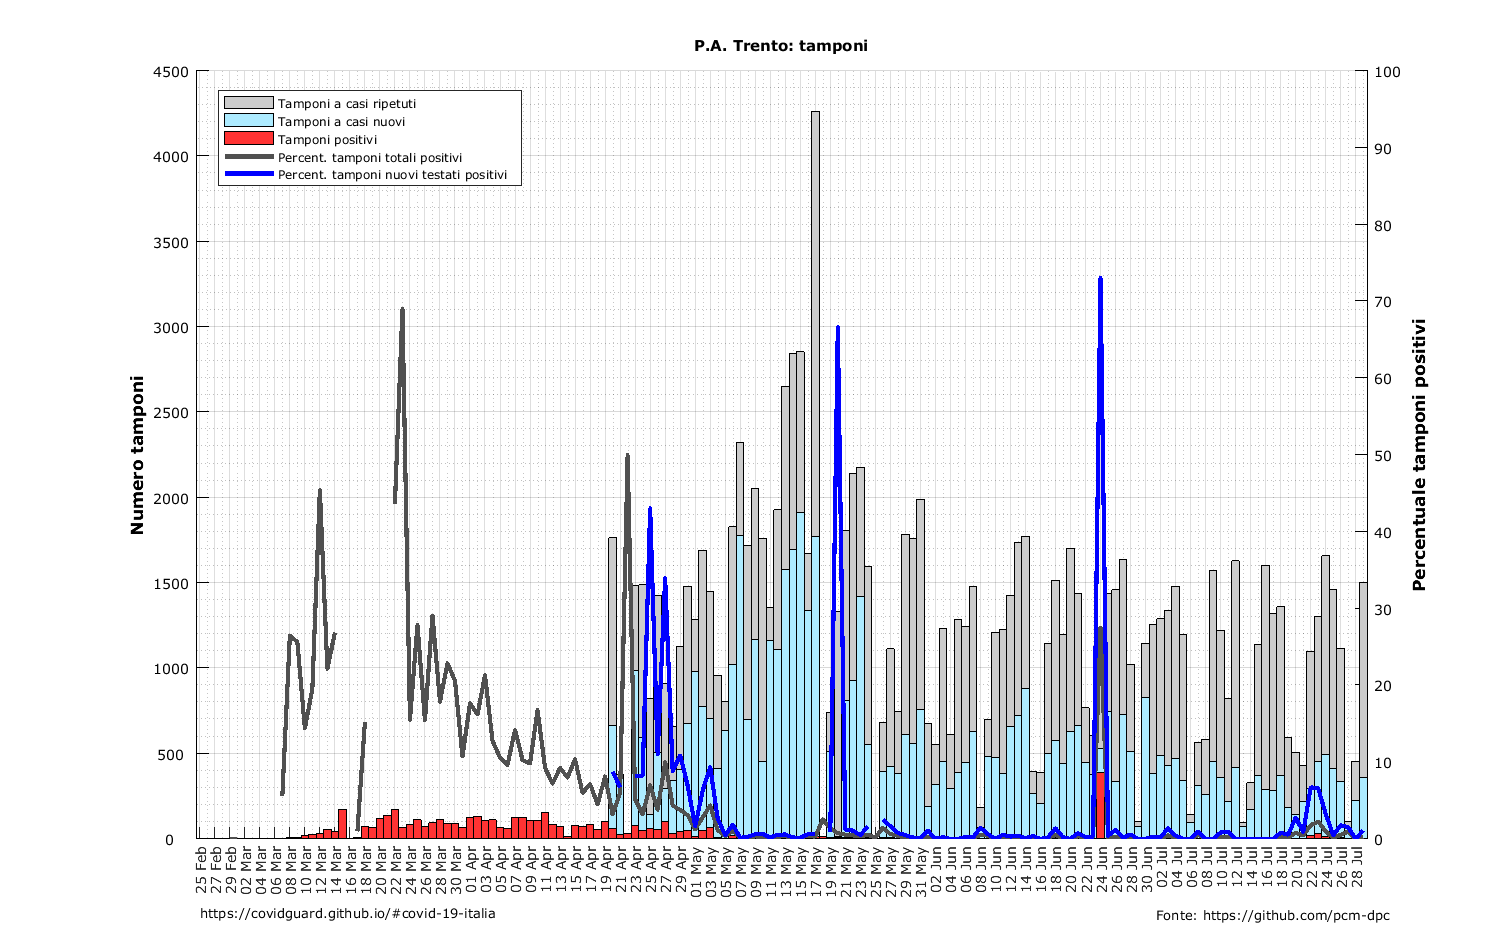 P.A. Trento: tamponi
Tamponi a casi ripetuti
Tamponi a casi nuovi
Tamponi positivi
Percent. tamponi totali positivi
Percent. tamponi nuovi testati positivi
Numero tamponi
4500
4000
3500
3000
2500
2000
1500
1000
500
0
100
90
80
70
60
50
40
30
20
10
0
Percentuale tamponi positivi
25 Feb
27 Feb
29 Feb
02 Mar
04 Mar
06 Mar
08 Mar
10 Mar
12 Mar
14 Mar
16 Mar
18 Mar
20 Mar
22 Mar
24 Mar
26 Mar
28 Mar
30 Mar
01 Apr
03 Apr
05 Apr
07 Apr
09 Apr
11 Apr
13 Apr
15 Apr
17 Apr
19 Apr
21 Apr
23 Apr
25 Apr
27 Apr
29 Apr
01 May
03 May
05 May
07 May
09 May
11 May
13 May
15 May
17 May
19 May
21 May
23 May
25 May
27 May
29 May
31 May
02 Jun
04 Jun
06 Jun
08 Jun
10 Jun
12 Jun
14 Jun
16 Jun
18 Jun
20 Jun
22 Jun
24 Jun
26 Jun
28 Jun
30 Jun
02 Jul
04 Jul
06 Jul
08 Jul
10 Jul
12 Jul
14 Jul
16 Jul
18 Jul
20 Jul
22 Jul
24 Jul
26 Jul
28 Jul
https://covidguard.github.io/#covid-19-italia
Fonte: https://github.com/pcm-dpc